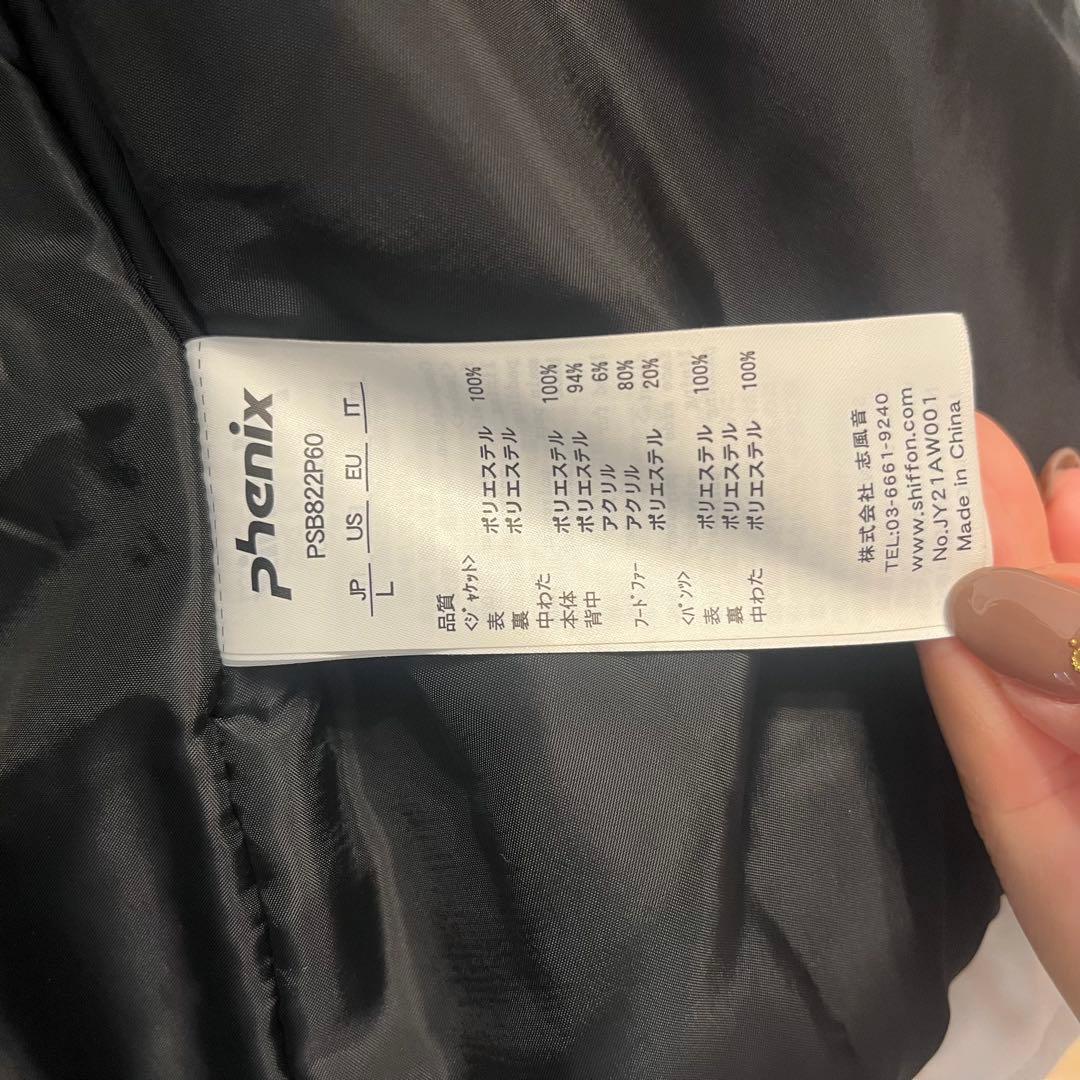 Phenix
PSB822P60
JP US EU IT
L
品質
<ｼﾞｬｹｯﾄ>
表 ポリエステル 100%
裏 ポリエステル
中わた
本体 ポリエステル 100%
背中 ポリエステル 94%
アクリル 6%
ﾌｰﾄﾞﾌｧｰ アクリル 80%
ポリエステル 20%
<ﾊﾟﾝﾂ>
表 ポリエステル 100%
裏 ポリエステル
中わた ポリエステル 100%
株式会社 志風音
TEL:03-6661-9240
www.shiffon.com
No.JY21AW001
Made in China